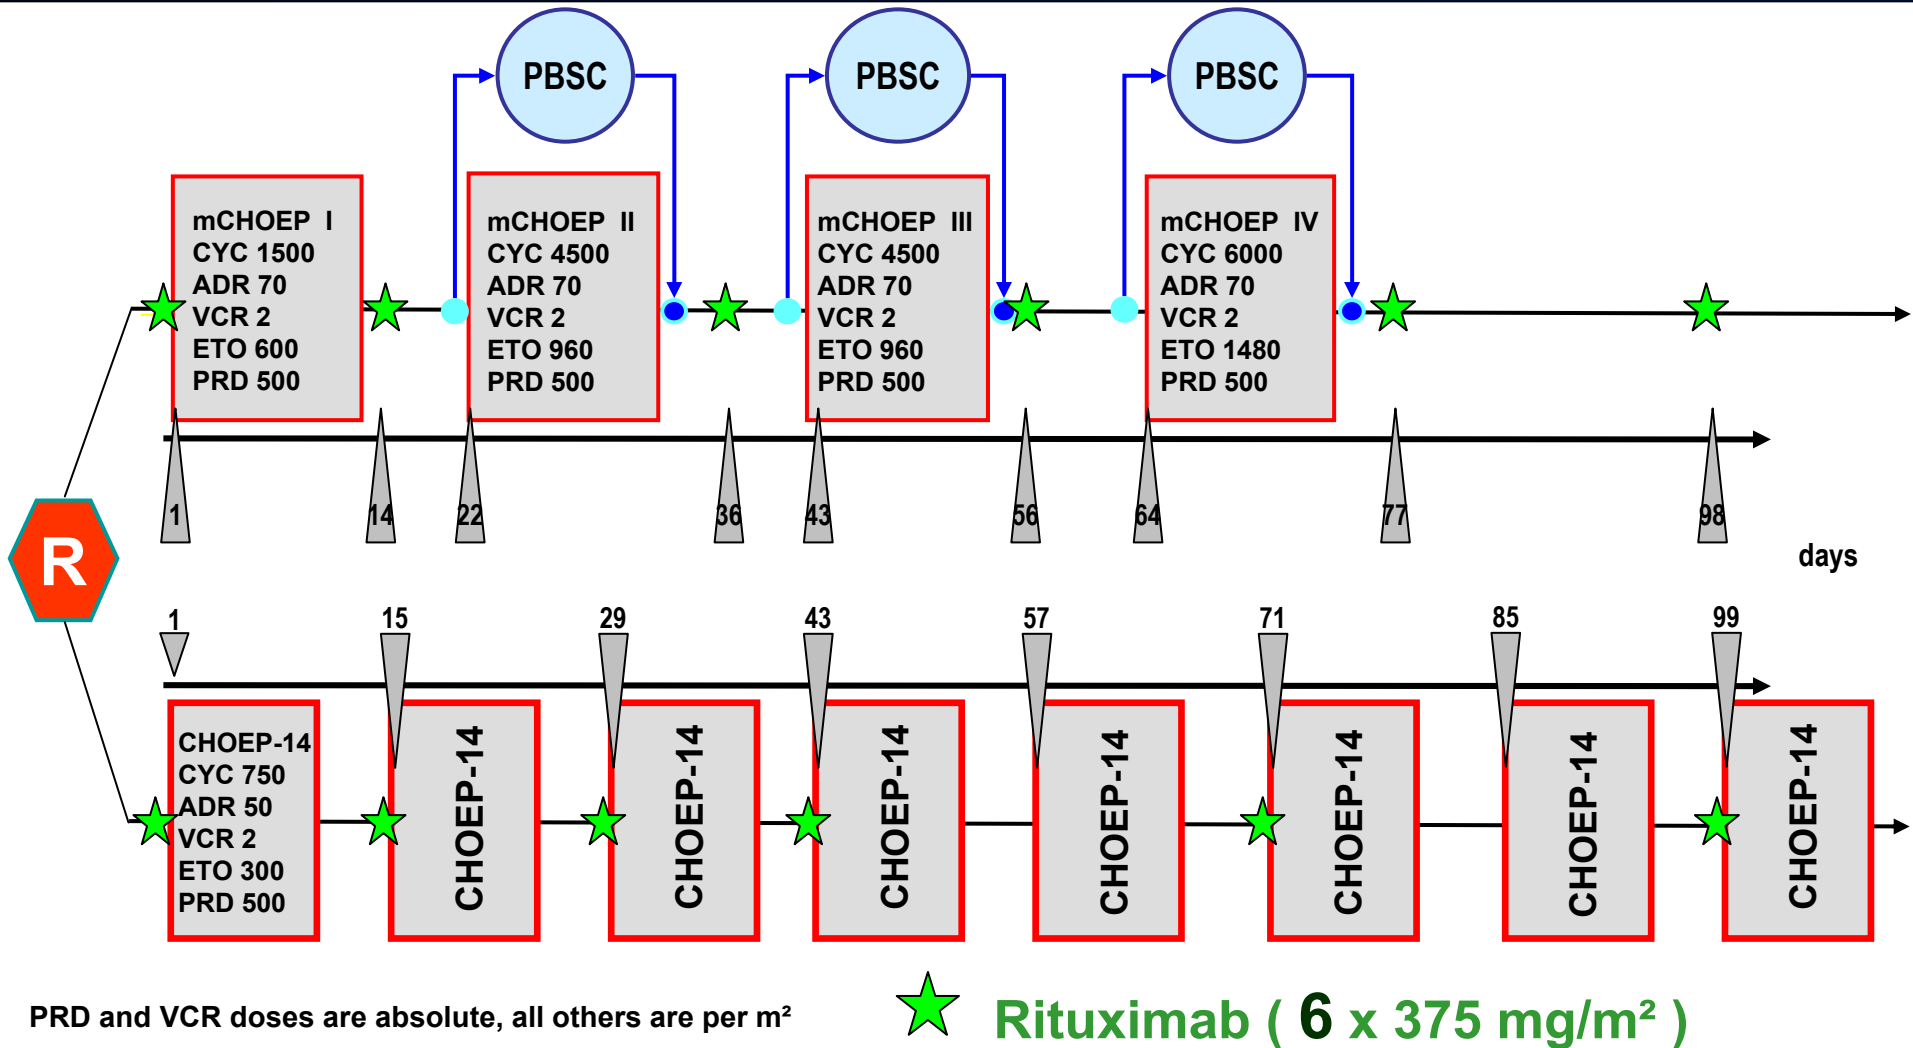 PBSC
PBSC
PBSC
mCHOEP I
CYC 1500
ADR 70
VCR 2
ETO 600
PRD 500
mCHOEP II
CYC 4500
ADR 70
VCR 2
ETO 960
PRD 500
mCHOEP III
CYC 4500
ADR 70
VCR 2
ETO 960
PRD 500
mCHOEP IV
CYC 6000
ADR 70
VCR 2
ETO 1480
PRD 500
1 14 22 36 43 56 64 77 98
days
R
1 15 29 43 57 71 85 99
CHOEP-14
CYC 750
ADR 50
VCR 2
ETO 300
PRD 500
CHOEP-14
CHOEP-14
CHOEP-14
CHOEP-14
CHOEP-14
CHOEP-14
CHOEP-14
PRD and VCR doses are absolute, all others are per m²
Rituximab ( 6 x 375 mg/m² )